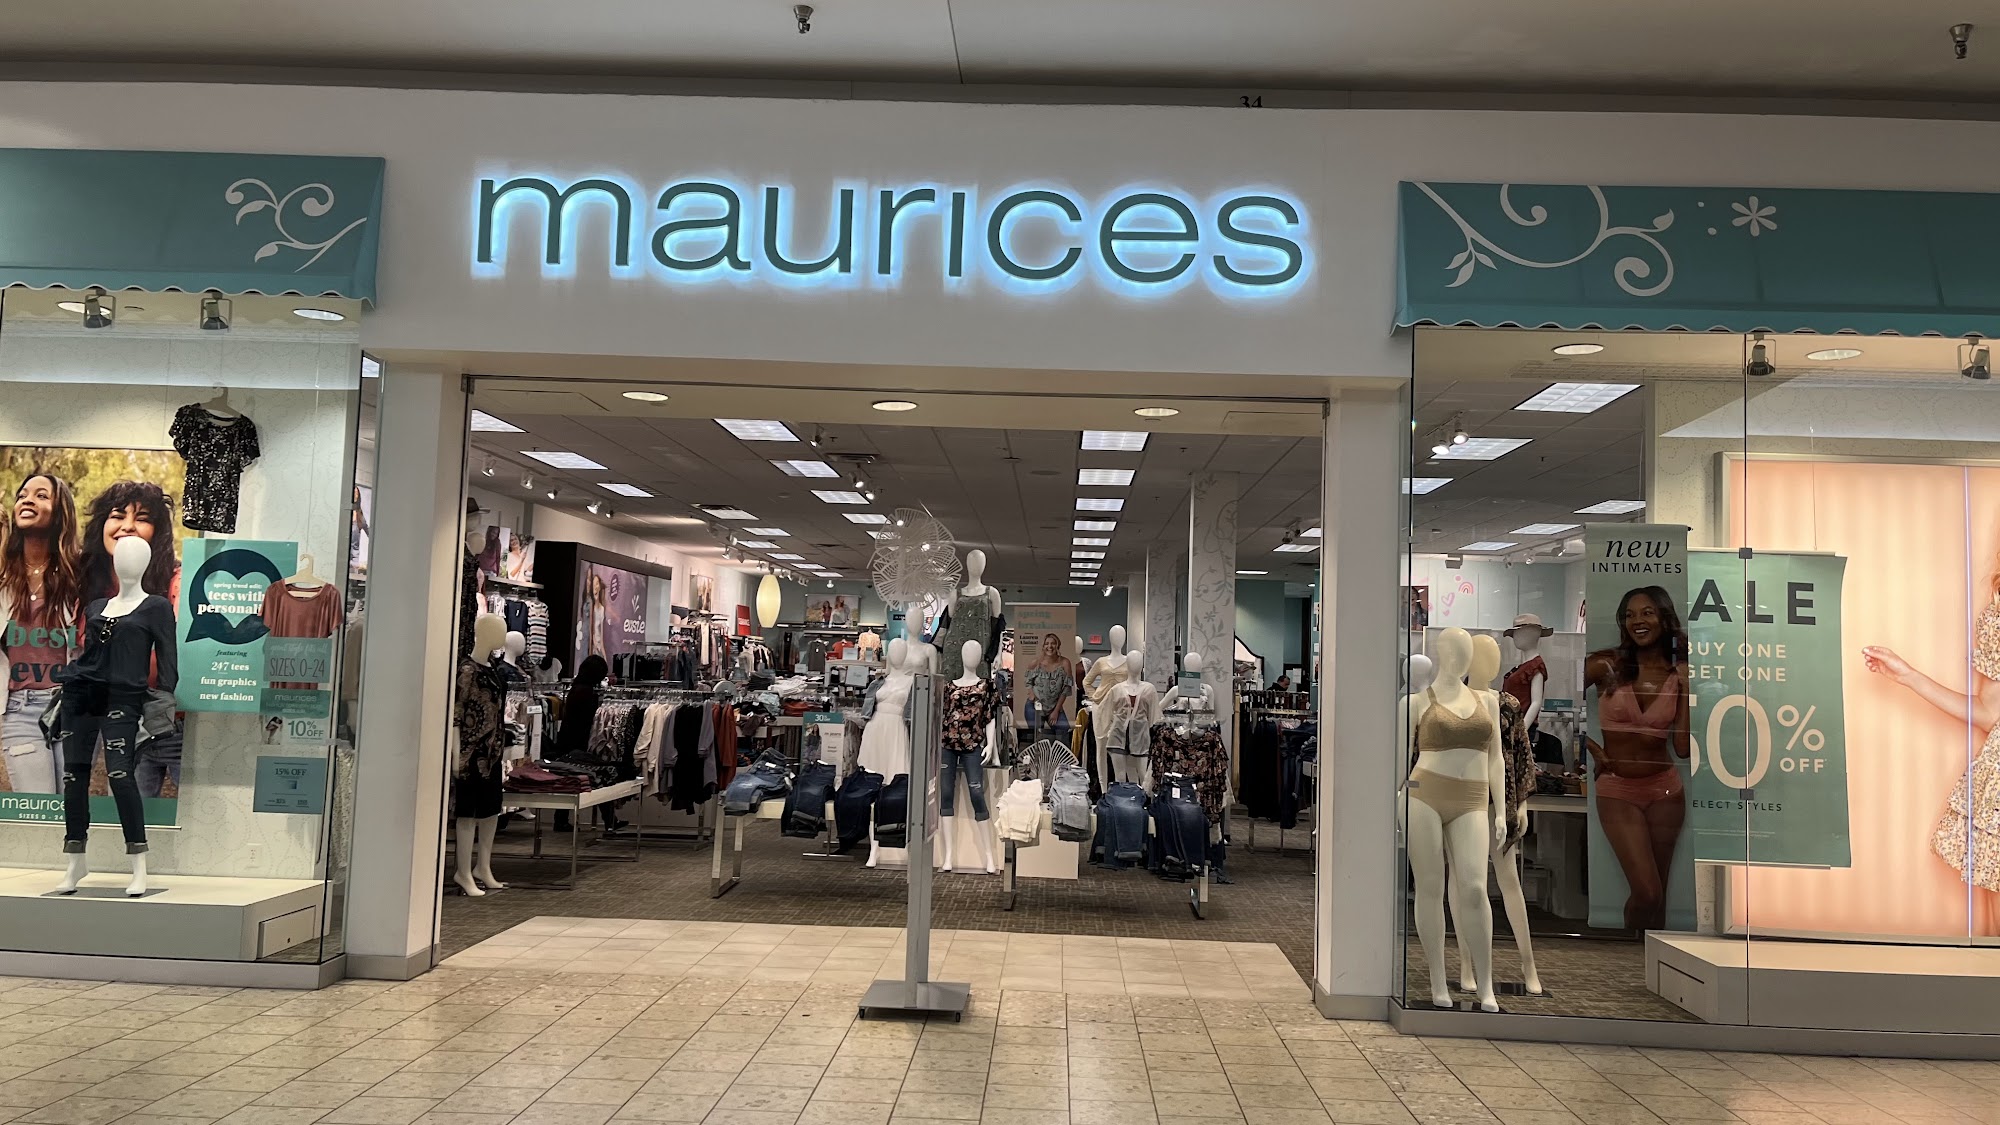 34
maurices
best
eve
spring trend edit:
tees with
personali
featuring
247 tees
fun graphics
new fashion
SIZES 0-24
maurices
10%
OFF
15% OFF
maurice
SIZES 0 - 24
evsie
spring
breakaway
30
new
INTIMATES
ALE
BUY ONE
GET ONE
50%
OFF
ELECT STYLES